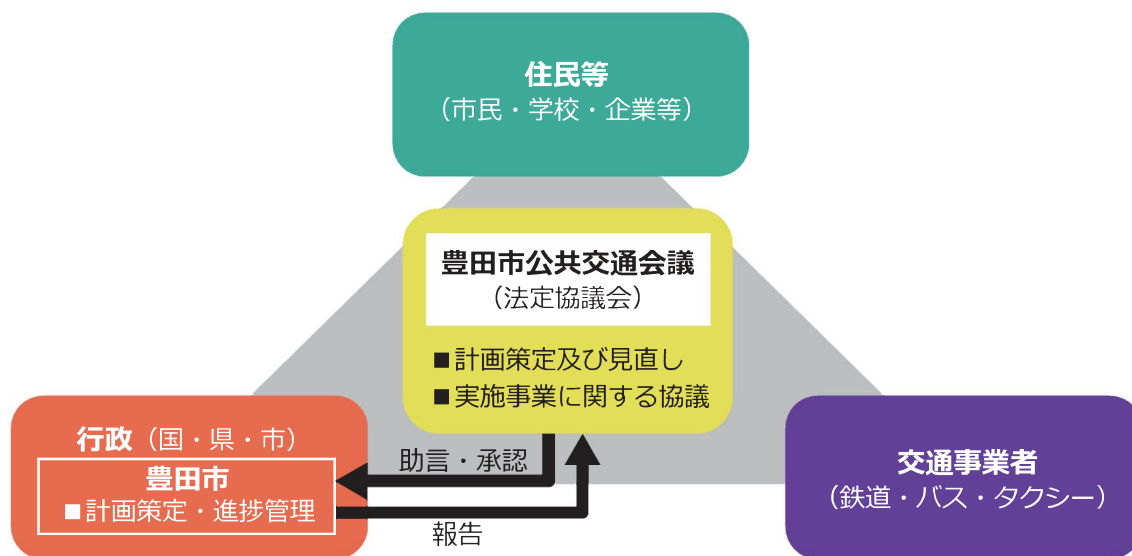 住民等
（市民・学校・企業等）
豊田市公共交通会議
（法定協議会）
■計画策定及び見直し
■実施事業に関する協議
行政（国・県・市）
豊田市
■計画策定・進捗管理
助言・承認
報告
交通事業者
（鉄道・バス・タクシー）